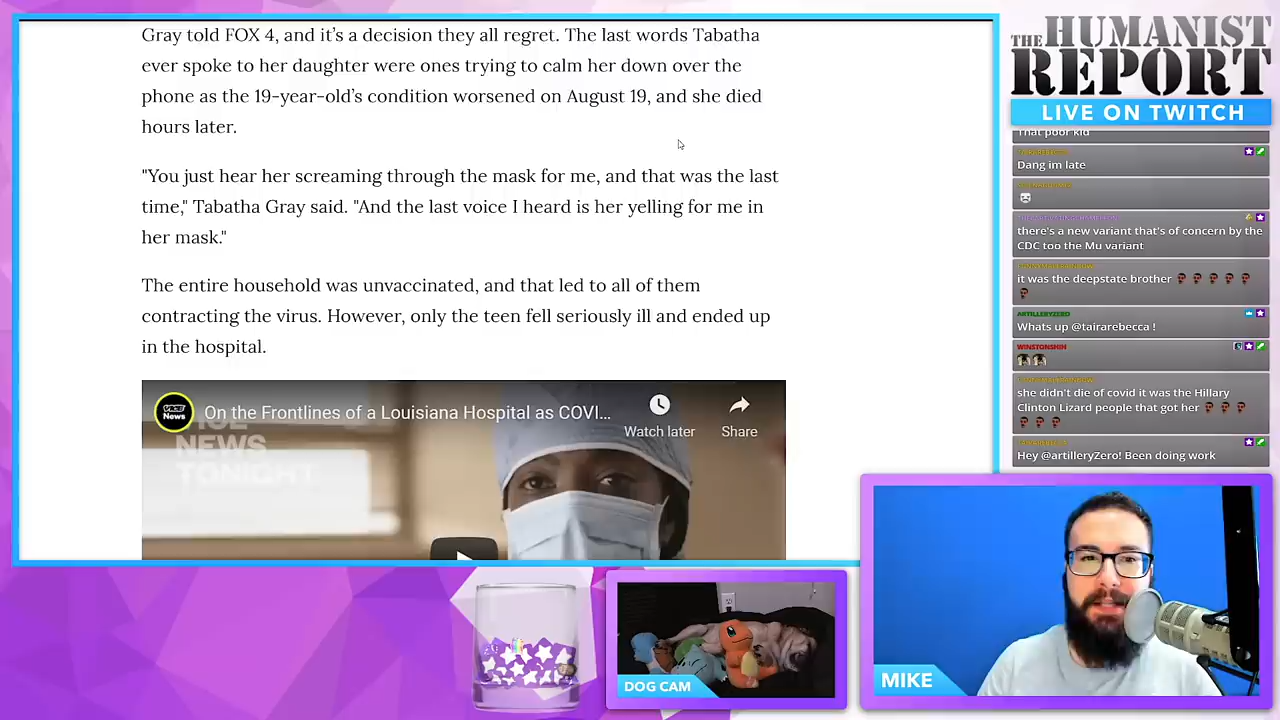 Gray told FOX 4, and it's a decision they all regret. The last words Tabatha
ever spoke to her daughter were ones trying to calm her down over the
phone as the 19-year-old's condition worsened on August 19, and she died
hours later.
"You just hear her screaming through the mask for me, and that was the last
time," Tabatha Gray said. "And the last voice I heard is her yelling for me in
her mask."
The entire household was unvaccinated, and that led to all of them
contracting the virus. However, only the teen fell seriously ill and ended up
in the hospital.
VICE
News
On the Frontlines of a Louisiana Hospital as COVI...
Watch later
Share
NEWS
TONIGHT
THE HUMANIST
REPORT
LIVE ON TWITCH
That poor kid
Dang im late
there's a new variant that's of concern by the
CDC too the Mu variant
it was the deepstate brother
ARTILLERYZERO
Whats up @tairarebecca !
WINSTONSHIH
she didn't die of covid it was the Hillary
Clinton Lizard people that got her
Hey @artilleryZero! Been doing work
DOG CAM
MIKE